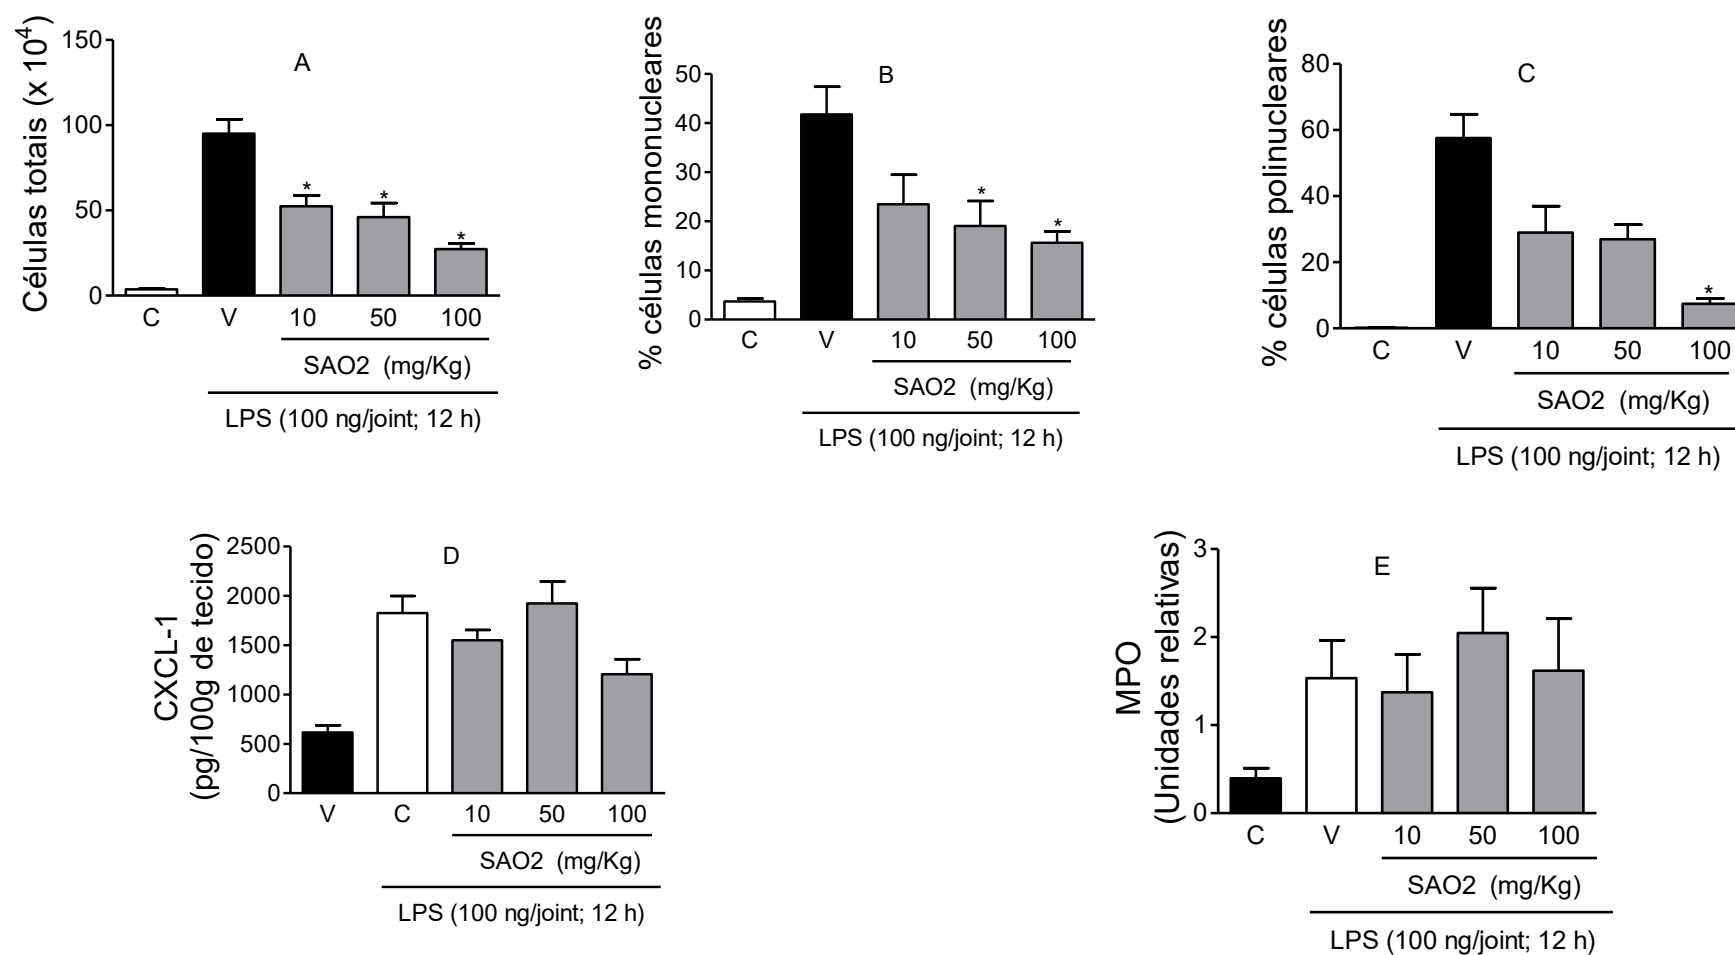 A
Células totais (x 10⁴)
150
100
50
0
*
*
*
C V 10 50 100
SAO2 (mg/Kg)
LPS (100 ng/joint; 12 h)
B
% células mononucleares
50
40
30
20
10
0
*
*
C V 10 50 100
SAO2 (mg/Kg)
LPS (100 ng/joint; 12 h)
C
% células polinucleares
80
60
40
20
0
*
C V 10 50 100
SAO2 (mg/Kg)
LPS (100 ng/joint; 12 h)
D
CXCL-1
(pg/100g de tecido)
2500
2000
1500
1000
500
0
V C 10 50 100
SAO2 (mg/Kg)
LPS (100 ng/joint; 12 h)
E
MPO
(Unidades relativas)
3
2
1
0
C V 10 50 100
SAO2 (mg/Kg)
LPS (100 ng/joint; 12 h)